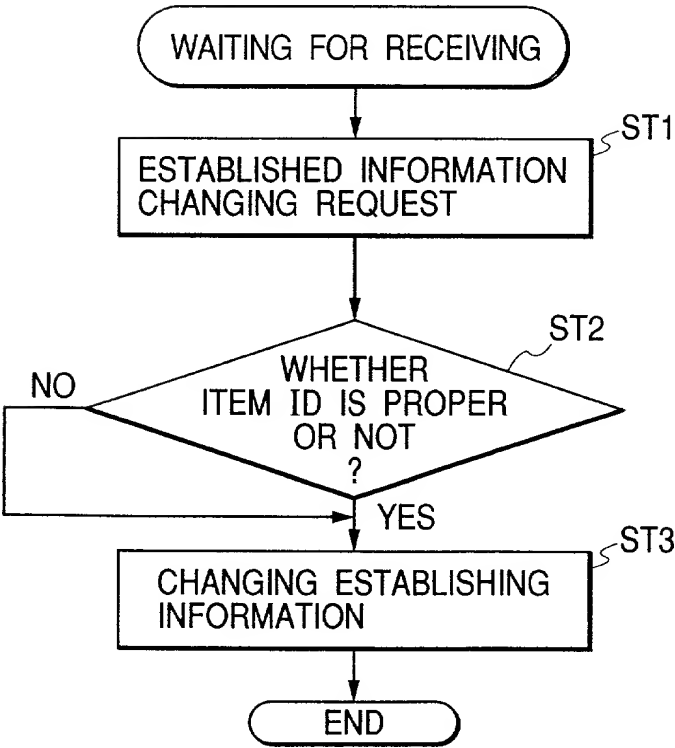 WAITING FOR RECEIVING
ST1
ESTABLISHED INFORMATION
CHANGING REQUEST
ST2
WHETHER
ITEM ID IS PROPER
OR NOT
?
NO
YES
ST3
CHANGING ESTABLISHING
INFORMATION
END